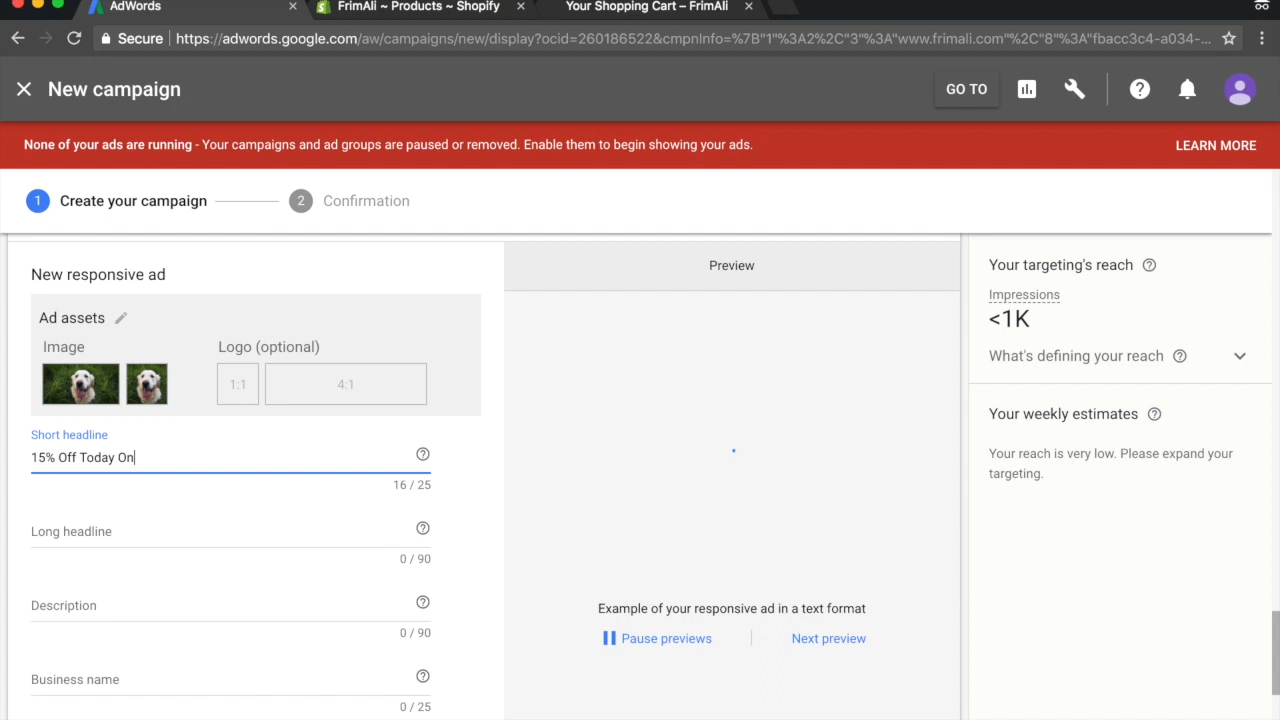 AdWords
FrimAli ~ Products ~ Shopify
Your Shopping Cart – FrimAli
Secure
https://adwords.google.com/aw/campaigns/new/display?ocid=260186522&cmpnInfo=%7B"1"%3A2%2C"3"%3A"www.frimali.com"%2C"8"%3A"fbacc3c4-a034-...
New campaign
GO TO
None of your ads are running - Your campaigns and ad groups are paused or removed. Enable them to begin showing your ads.
LEARN MORE
1 Create your campaign
2 Confirmation
New responsive ad
Ad assets
Image
Logo (optional)
1:1
4:1
Short headline
15% Off Today On
16 / 25
Long headline
0 / 90
Description
0 / 90
Business name
0 / 25
Preview
Example of your responsive ad in a text format
Pause previews
Next preview
Your targeting's reach
Impressions
<1K
What's defining your reach
Your weekly estimates
Your reach is very low. Please expand your
targeting.